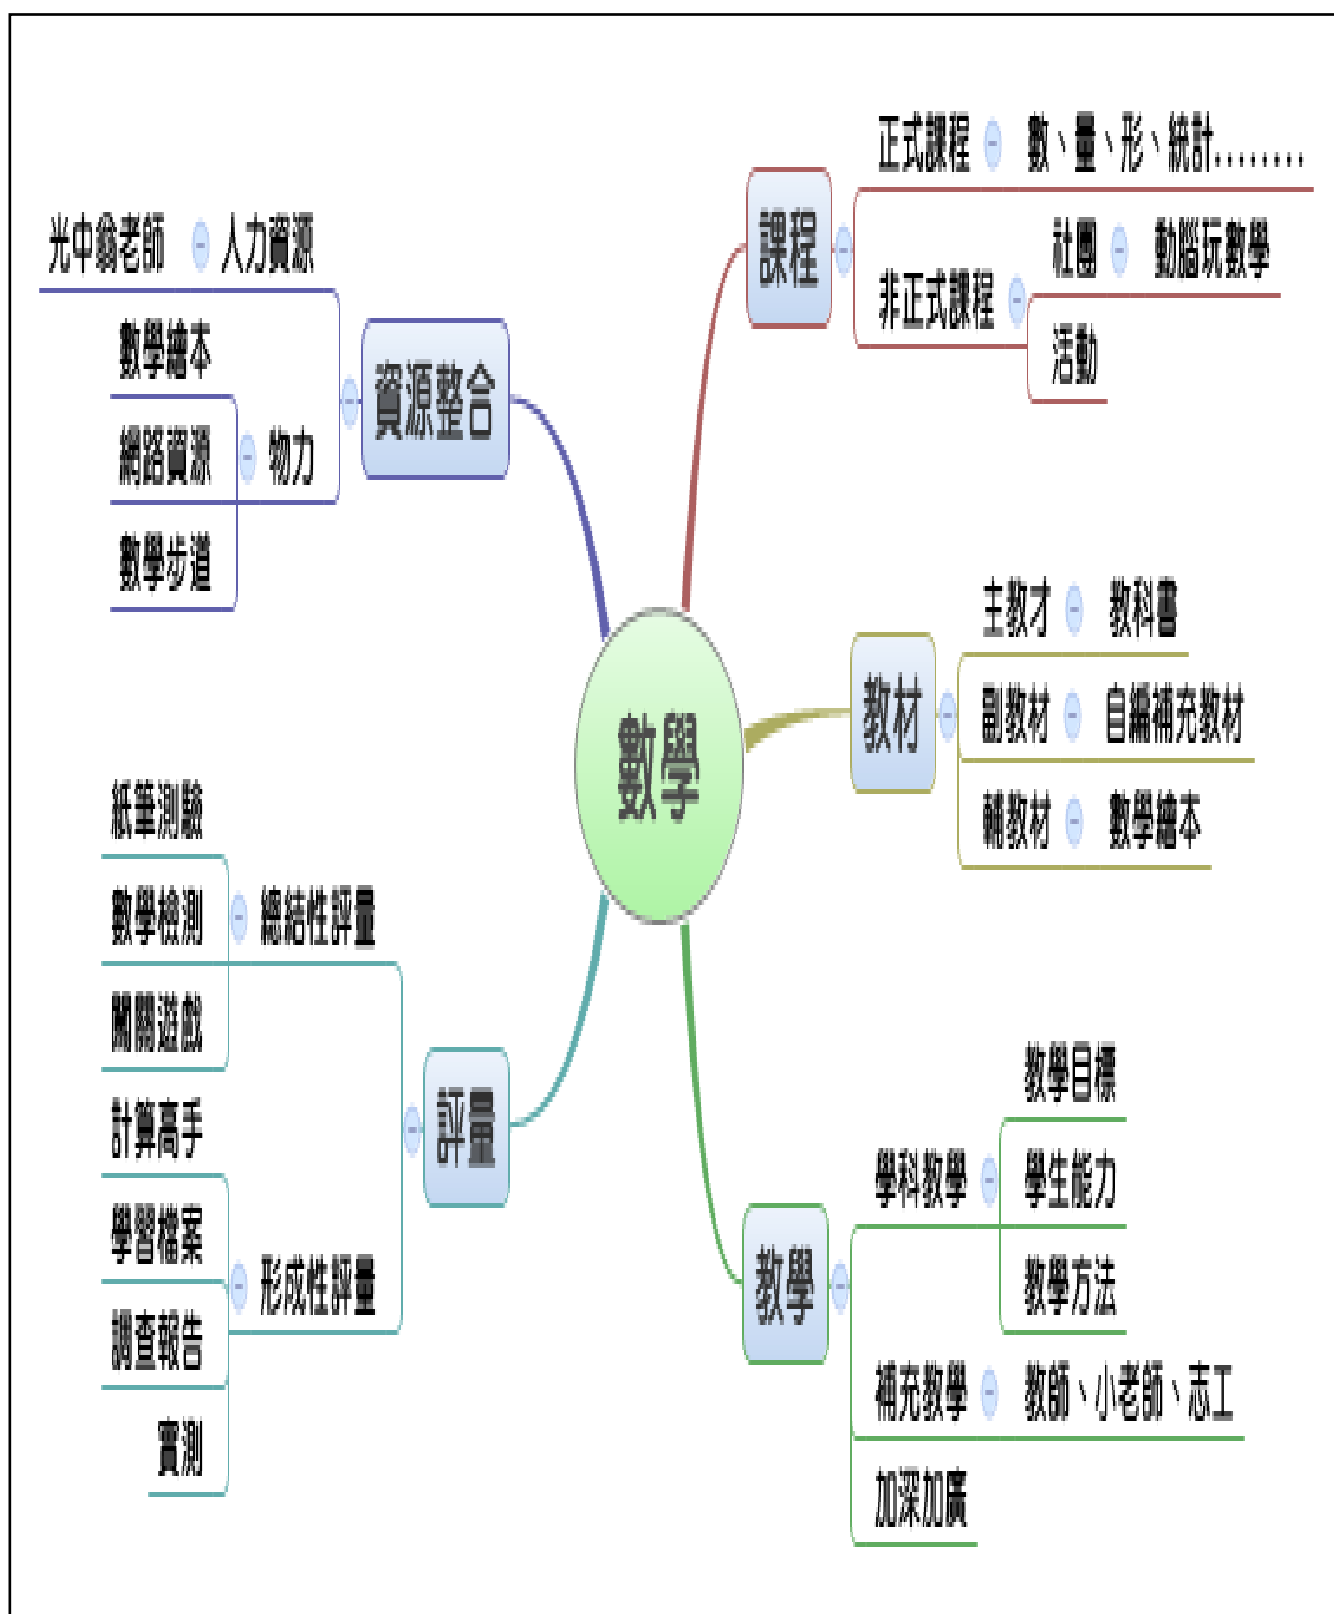 數學
課程
正式課程
數、量、形、統計........
非正式課程
社團
動腦玩數學
活動
教材
主教才
教科書
副教材
自編補充教材
輔教材
數學繪本
教學
學科教學
教學目標
學生能力
教學方法
補充教學
教師、小老師、志工
加深加廣
資源整合
人力資源
光中翁老師
物力
數學繪本
網路資源
數學步道
評量
總結性評量
紙筆測驗
數學檢測
闖關遊戲
形成性評量
計算高手
學習檔案
調查報告
實測